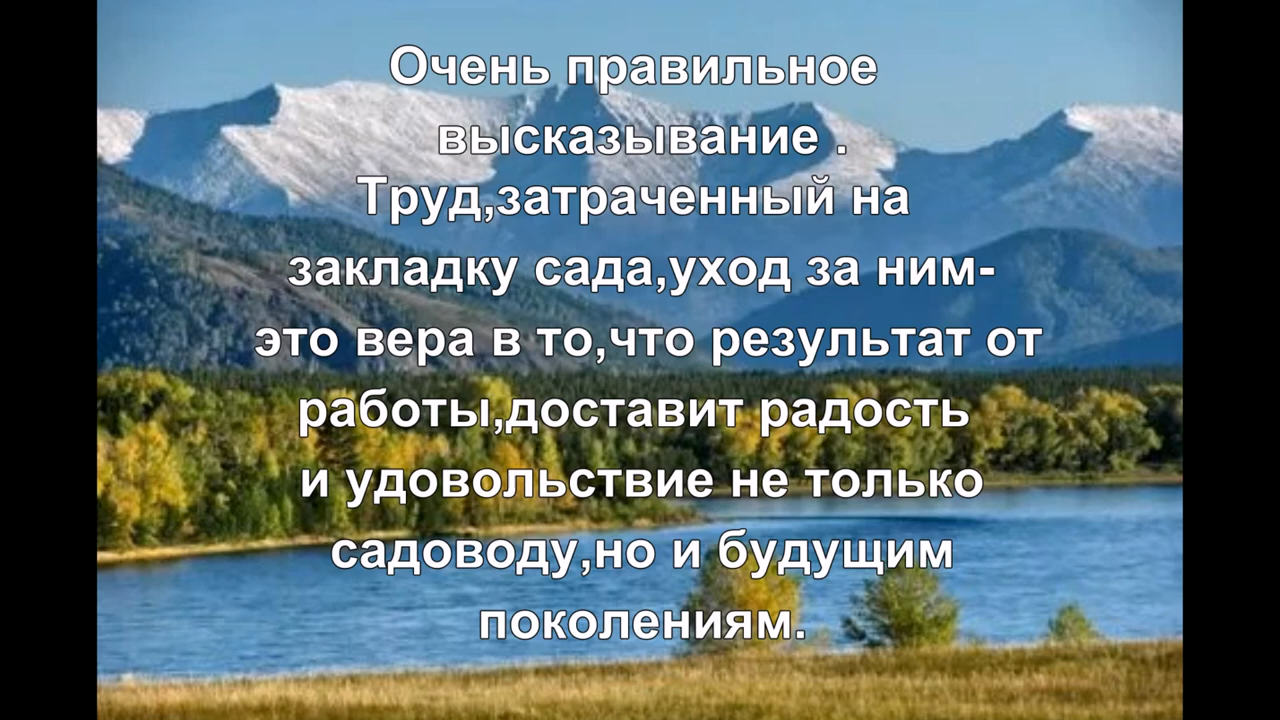 Очень правильное
высказывание .
Труд,затраченный на
закладку сада,уход за ним-
это вера в то,что результат от
работы,доставит радость
и удовольствие не только
садоводу,но и будущим
поколениям.